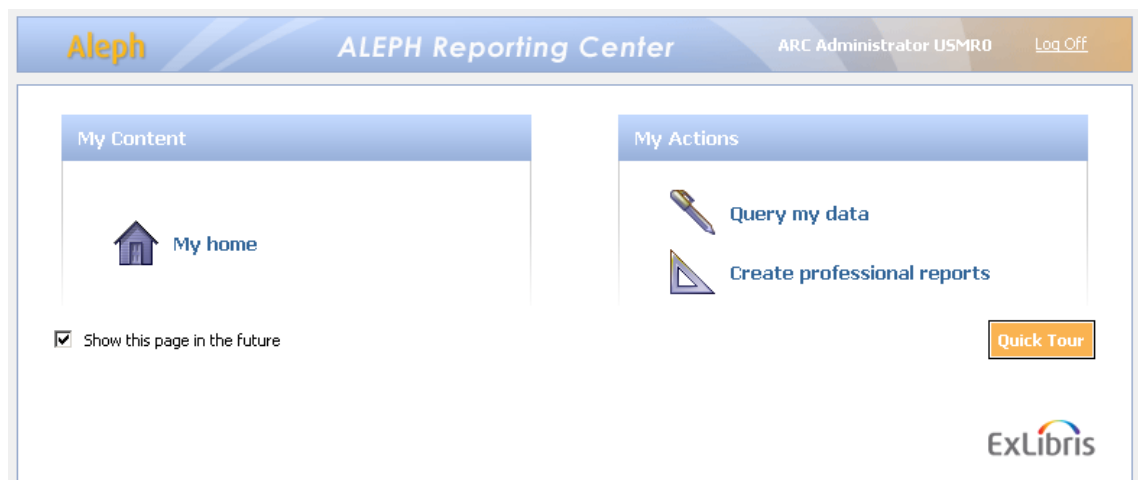 Aleph ALEPH Reporting Center ARC Administrator USMR0 Log Off
My Content
My home
My Actions
Query my data
Create professional reports
Show this page in the future
Quick Tour
ExLibris